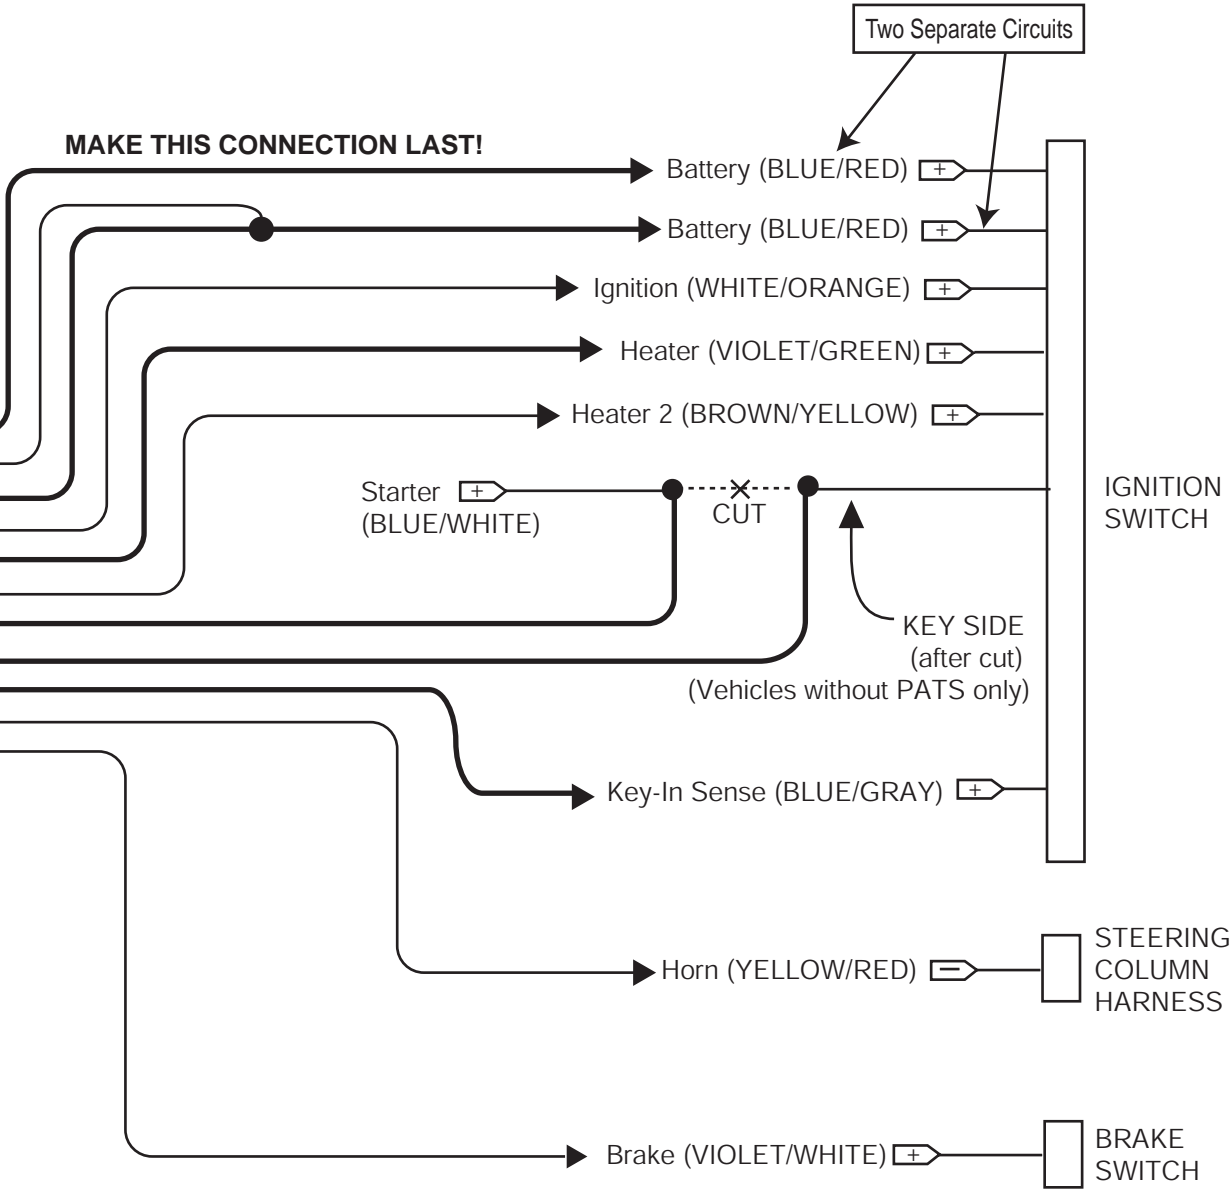 Two Separate Circuits
MAKE THIS CONNECTION LAST!
Battery (BLUE/RED) +
Battery (BLUE/RED) +
Ignition (WHITE/ORANGE) +
Heater (VIOLET/GREEN) +
Heater 2 (BROWN/YELLOW) +
Starter +
(BLUE/WHITE)
CUT
IGNITION
SWITCH
KEY SIDE
(after cut)
(Vehicles without PATS only)
Key-In Sense (BLUE/GRAY) +
Horn (YELLOW/RED) −
STEERING
COLUMN
HARNESS
Brake (VIOLET/WHITE) +
BRAKE
SWITCH